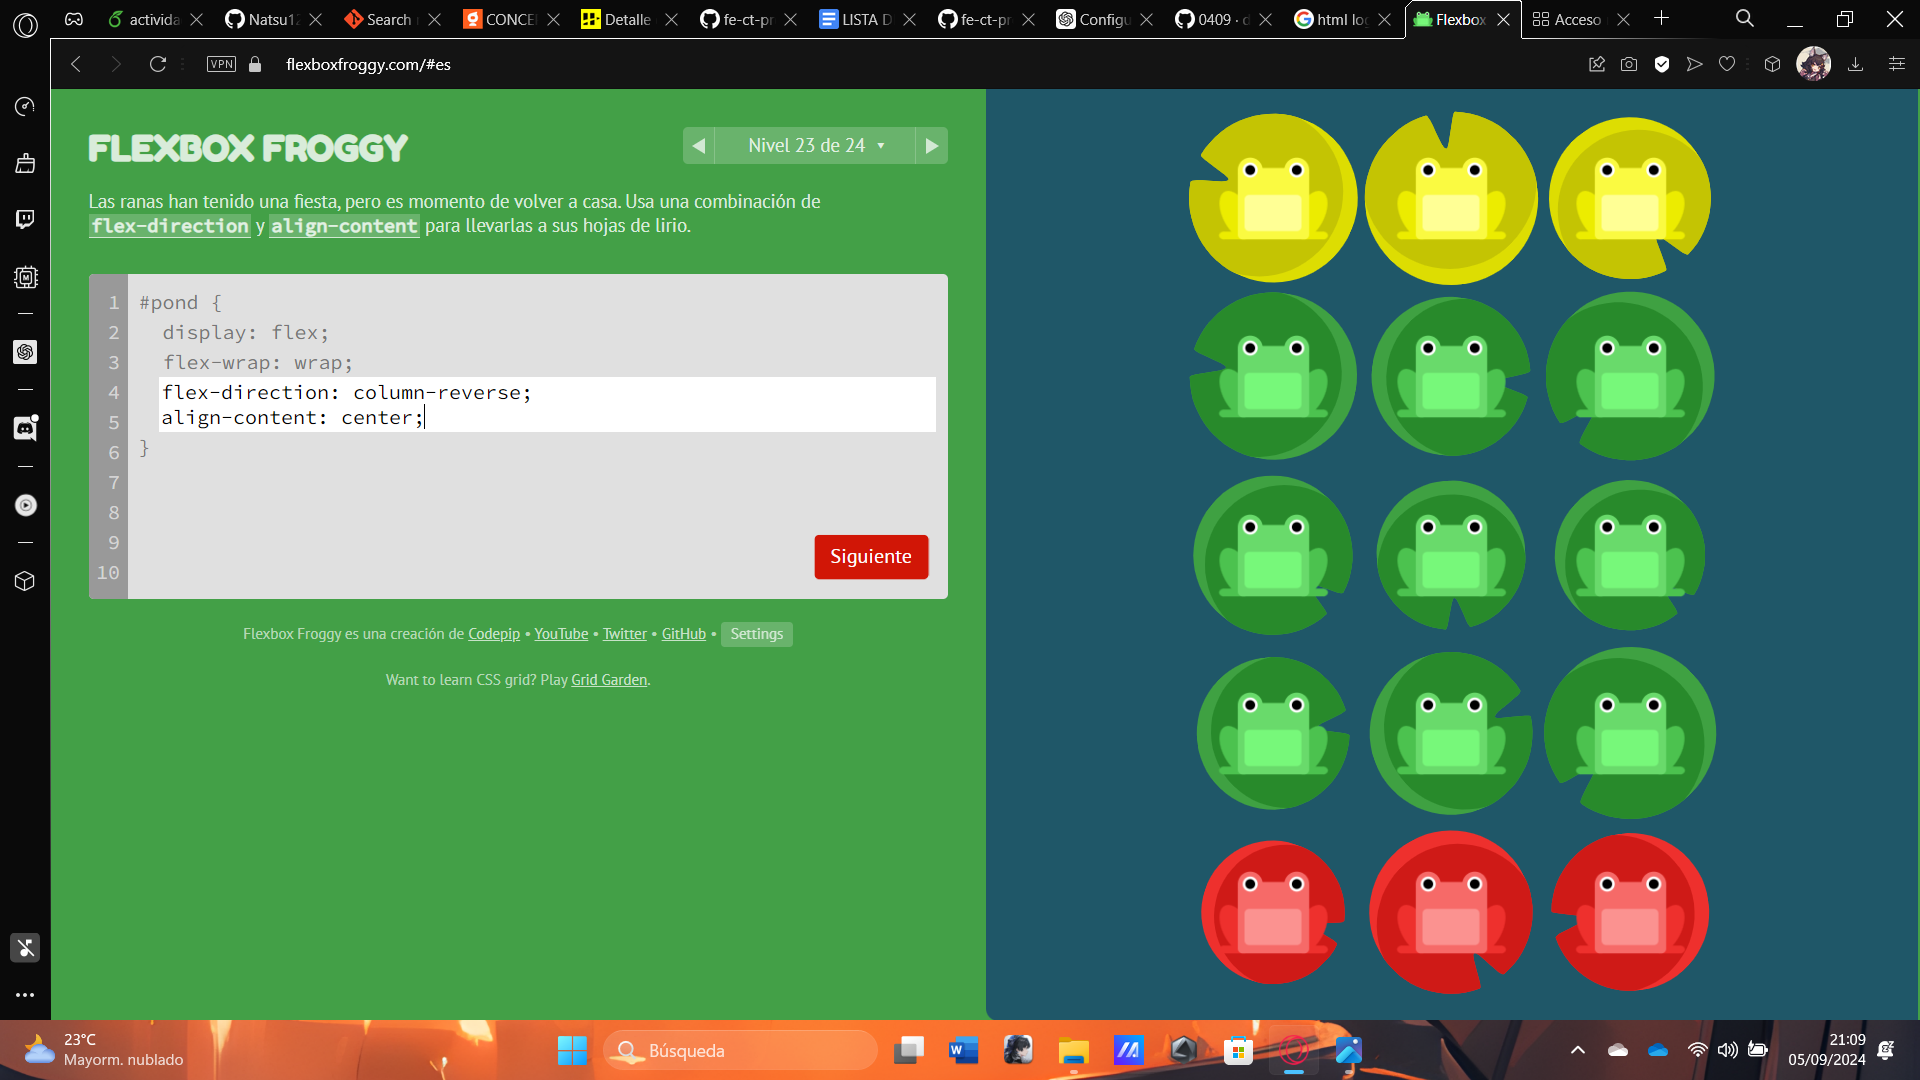 activida
Natsu12
Search
CONCE
Detalle
fe-ct-pr
LISTA D
fe-ct-pr
Configu
0409 · d
html log
Flexbox
Acceso
VPN
flexboxfroggy.com/#es
FLEXBOX FROGGY
Nivel 23 de 24
Las ranas han tenido una fiesta, pero es momento de volver a casa. Usa una combinación de
flex-direction y align-content para llevarlas a sus hojas de lirio.
1 #pond {
2 display: flex;
3 flex-wrap: wrap;
4 flex-direction: column-reverse;
5 align-content: center;
6 }
7
8
9
10
Siguiente
Flexbox Froggy es una creación de Codepip • YouTube • Twitter • GitHub • Settings
Want to learn CSS grid? Play Grid Garden.
23°C
Mayorm. nublado
Búsqueda
21:09
05/09/2024